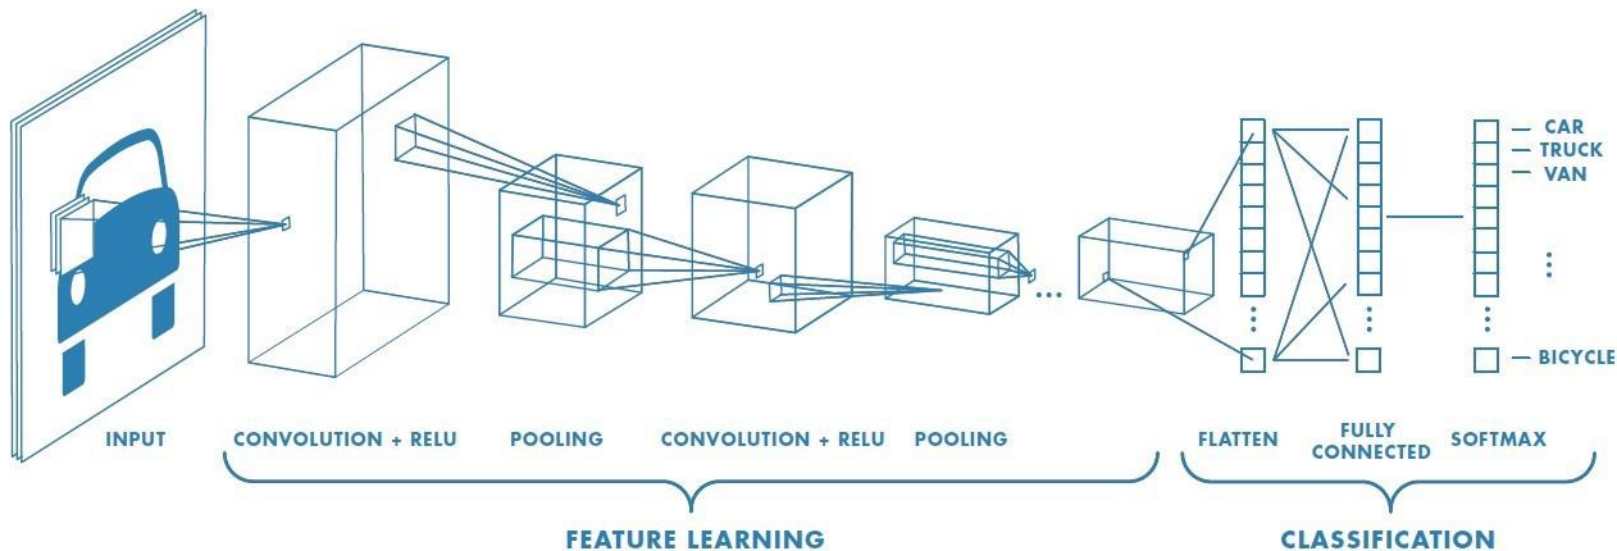 CAR
TRUCK
VAN
BICYCLE
INPUT
CONVOLUTION + RELU
POOLING
CONVOLUTION + RELU
POOLING
FLATTEN
FULLY
CONNECTED
SOFTMAX
FEATURE LEARNING
CLASSIFICATION